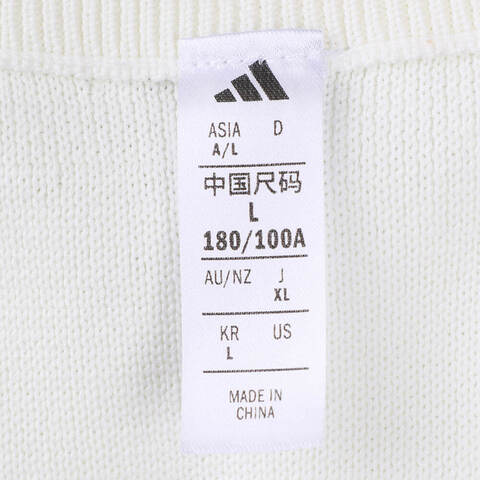 ASIA D
A/L
中国尺码
L
180/100A
AU/NZ J
XL
KR US
L
MADE IN
CHINA